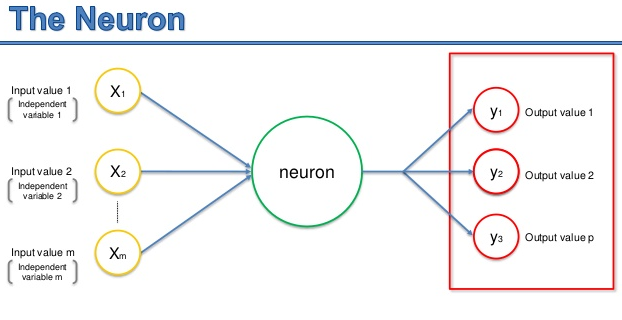 The Neuron
Input value 1
Independent
variable 1
X1
Input value 2
Independent
variable 2
X2
Input value m
Independent
variable m
Xm
neuron
y1
Output value 1
y2
Output value 2
y3
Output value p